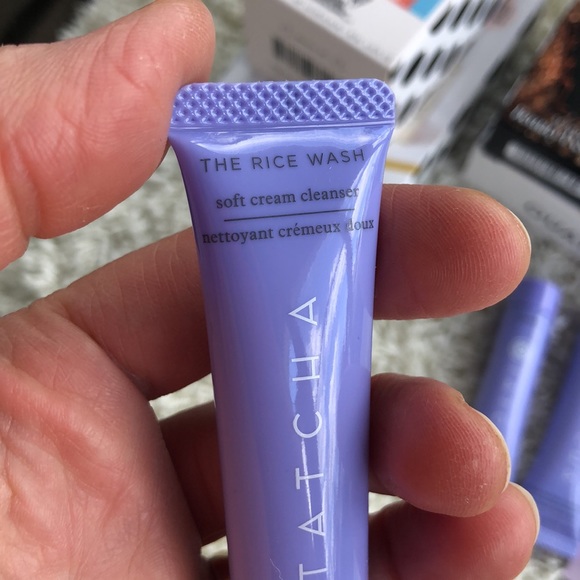 THE RICE WASH
soft cream cleanser
nettoyant crémeux doux
TATCHA